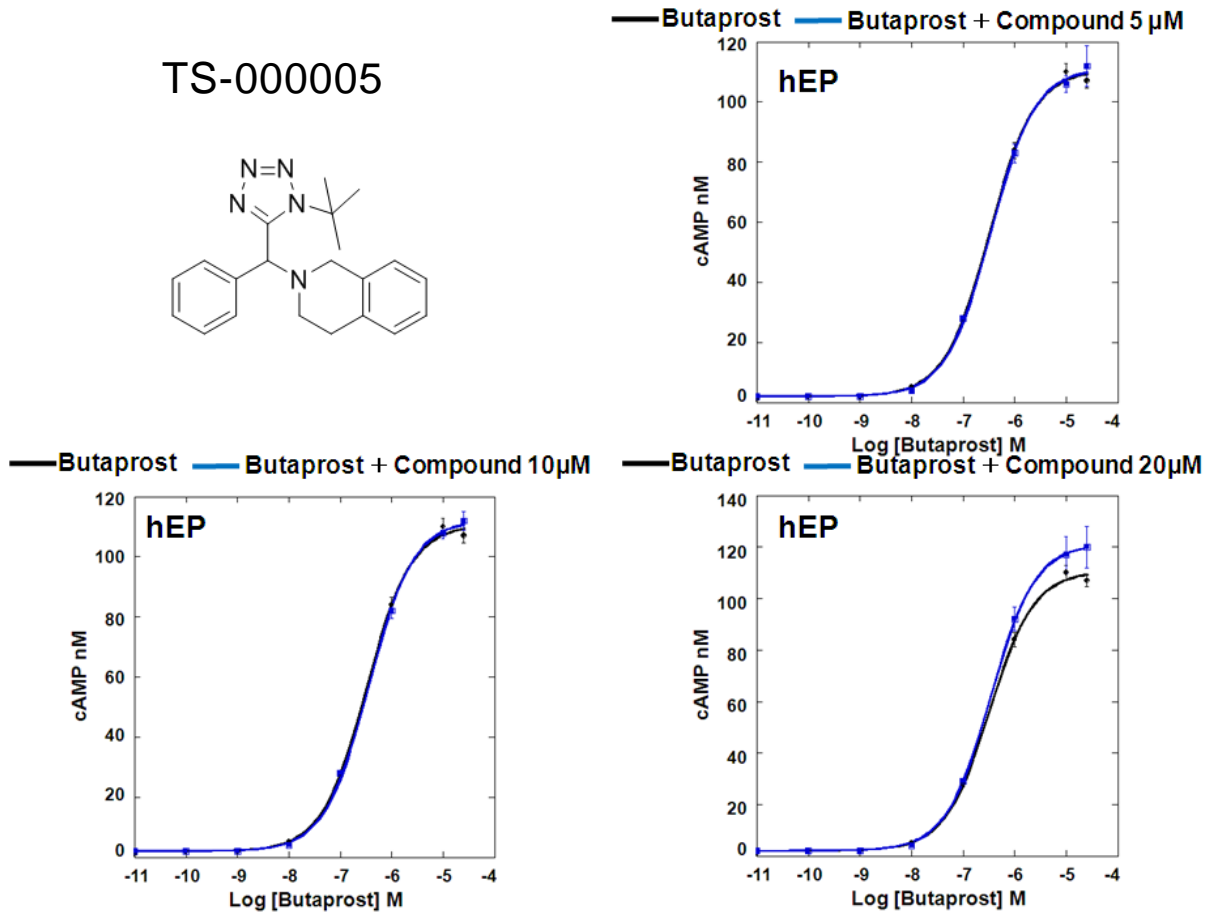 TS-000005
N=N
N
N
N
Butaprost Butaprost + Compound 5 µM
hEP
cAMP nM
120
100
80
60
40
20
0
-11 -10 -9 -8 -7 -6 -5 -4
Log [Butaprost] M
Butaprost Butaprost + Compound 10µM
hEP
cAMP nM
120
100
80
60
40
20
0
-11 -10 -9 -8 -7 -6 -5 -4
Log [Butaprost] M
Butaprost Butaprost + Compound 20µM
hEP
cAMP nM
140
120
100
80
60
40
20
0
-11 -10 -9 -8 -7 -6 -5 -4
Log [Butaprost] M